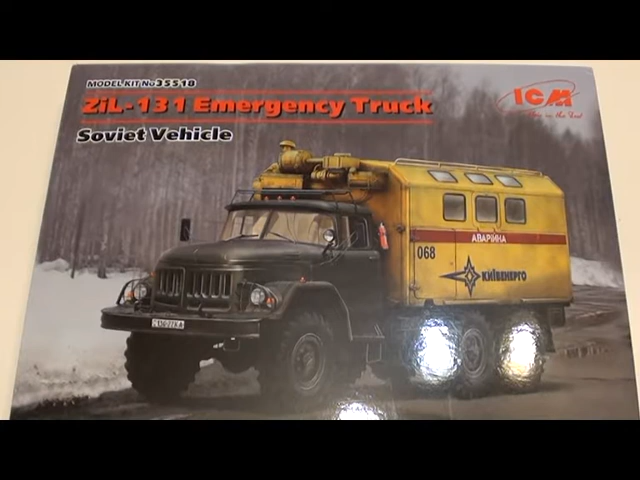 MODEL KIT No 35518
ZiL-131 Emergency Truck
Soviet Vehicle
ICM
АВАРІЙНА
068
КИЇВЕНЕРГО